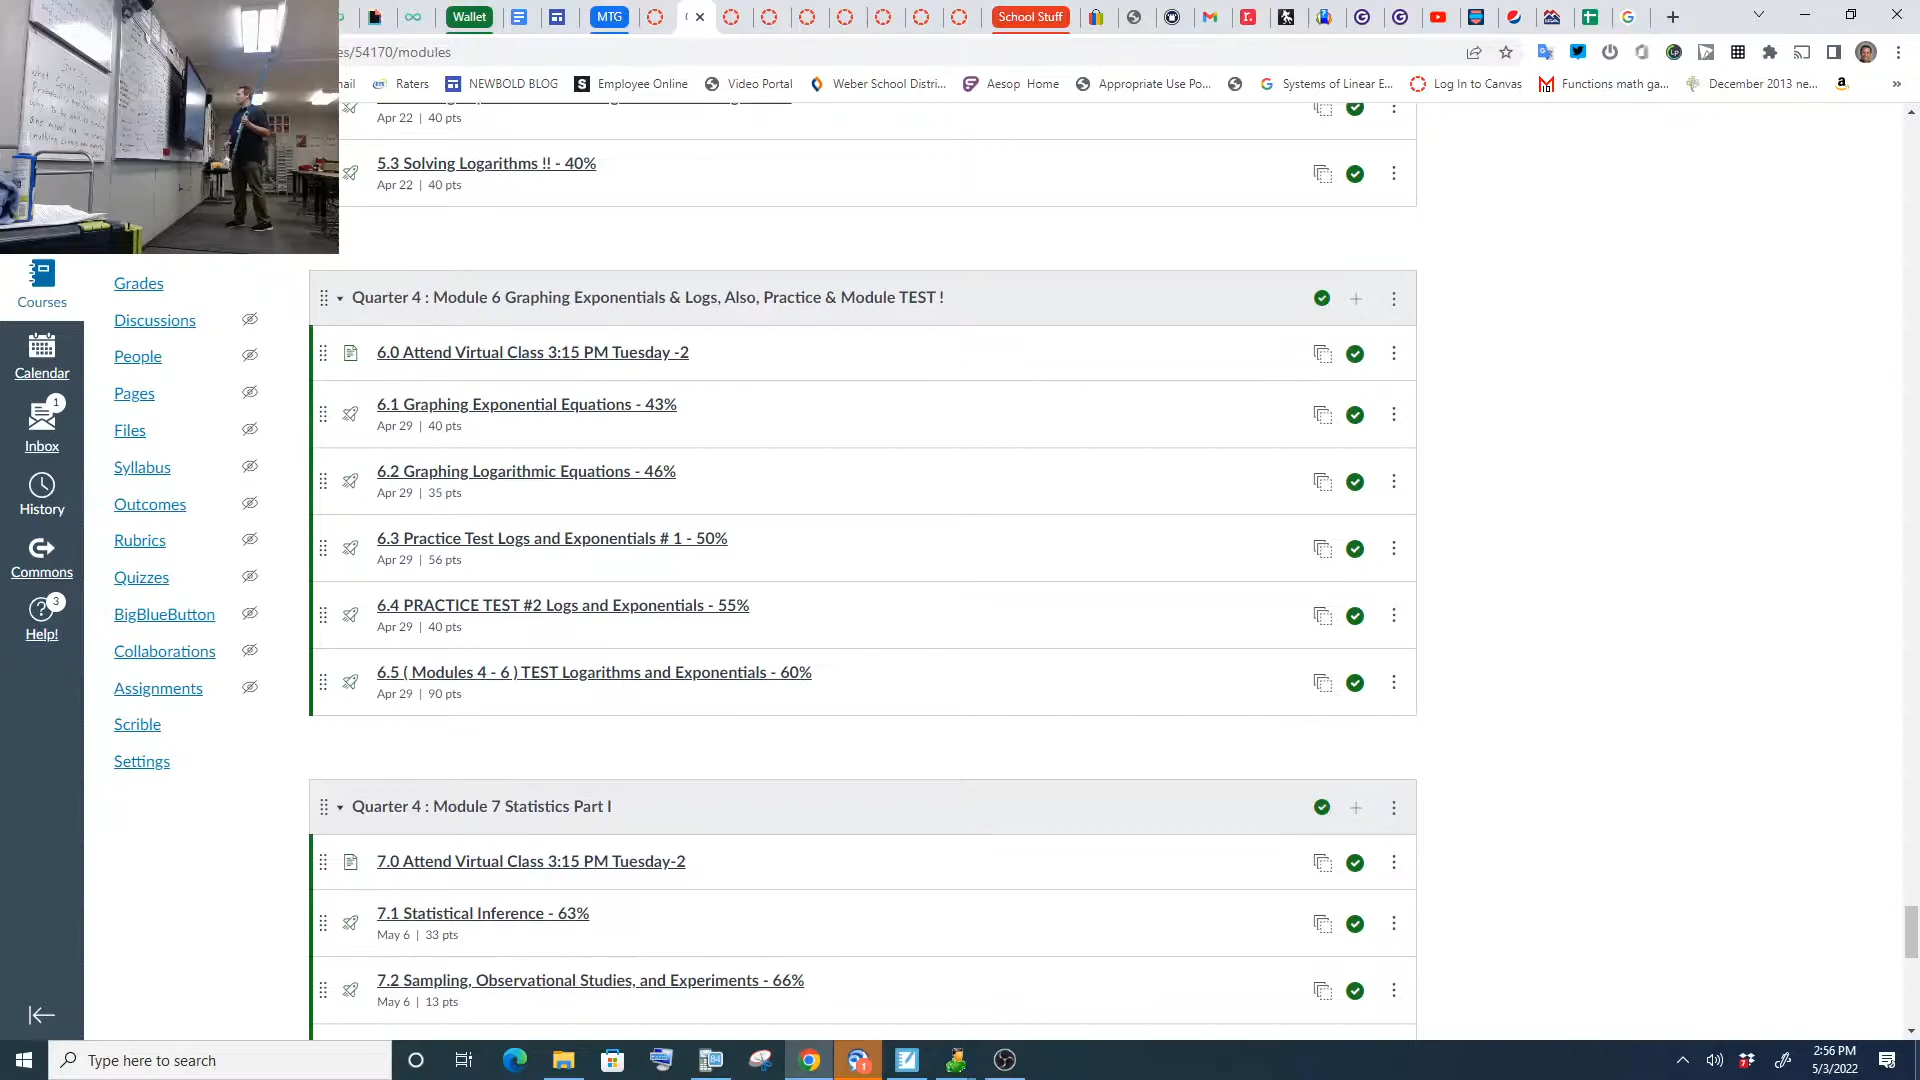 Wallet
MTG
School Stuff
es/54170/modules
mail
Raters
NEWBOLD BLOG
Employee Online
Video Portal
Weber School Distri...
Aesop Home
Appropriate Use Po...
Systems of Linear E...
Log In to Canvas
Functions math ga...
December 2013 ne...
»
Apr 22 | 40 pts
5.3 Solving Logarithms !! - 40%
Apr 22 | 40 pts
Courses
Calendar
1
Inbox
History
Commons
3
Help!
Grades
Discussions
People
Pages
Files
Syllabus
Outcomes
Rubrics
Quizzes
BigBlueButton
Collaborations
Assignments
Scrible
Settings
Quarter 4 : Module 6 Graphing Exponentials & Logs, Also, Practice & Module TEST !
6.0 Attend Virtual Class 3:15 PM Tuesday -2
6.1 Graphing Exponential Equations - 43%
Apr 29 | 40 pts
6.2 Graphing Logarithmic Equations - 46%
Apr 29 | 35 pts
6.3 Practice Test Logs and Exponentials # 1 - 50%
Apr 29 | 56 pts
6.4 PRACTICE TEST #2 Logs and Exponentials - 55%
Apr 29 | 40 pts
6.5 ( Modules 4 - 6 ) TEST Logarithms and Exponentials - 60%
Apr 29 | 90 pts
Quarter 4 : Module 7 Statistics Part I
7.0 Attend Virtual Class 3:15 PM Tuesday-2
7.1 Statistical Inference - 63%
May 6 | 33 pts
7.2 Sampling, Observational Studies, and Experiments - 66%
May 6 | 13 pts
Type here to search
2:56 PM
5/3/2022